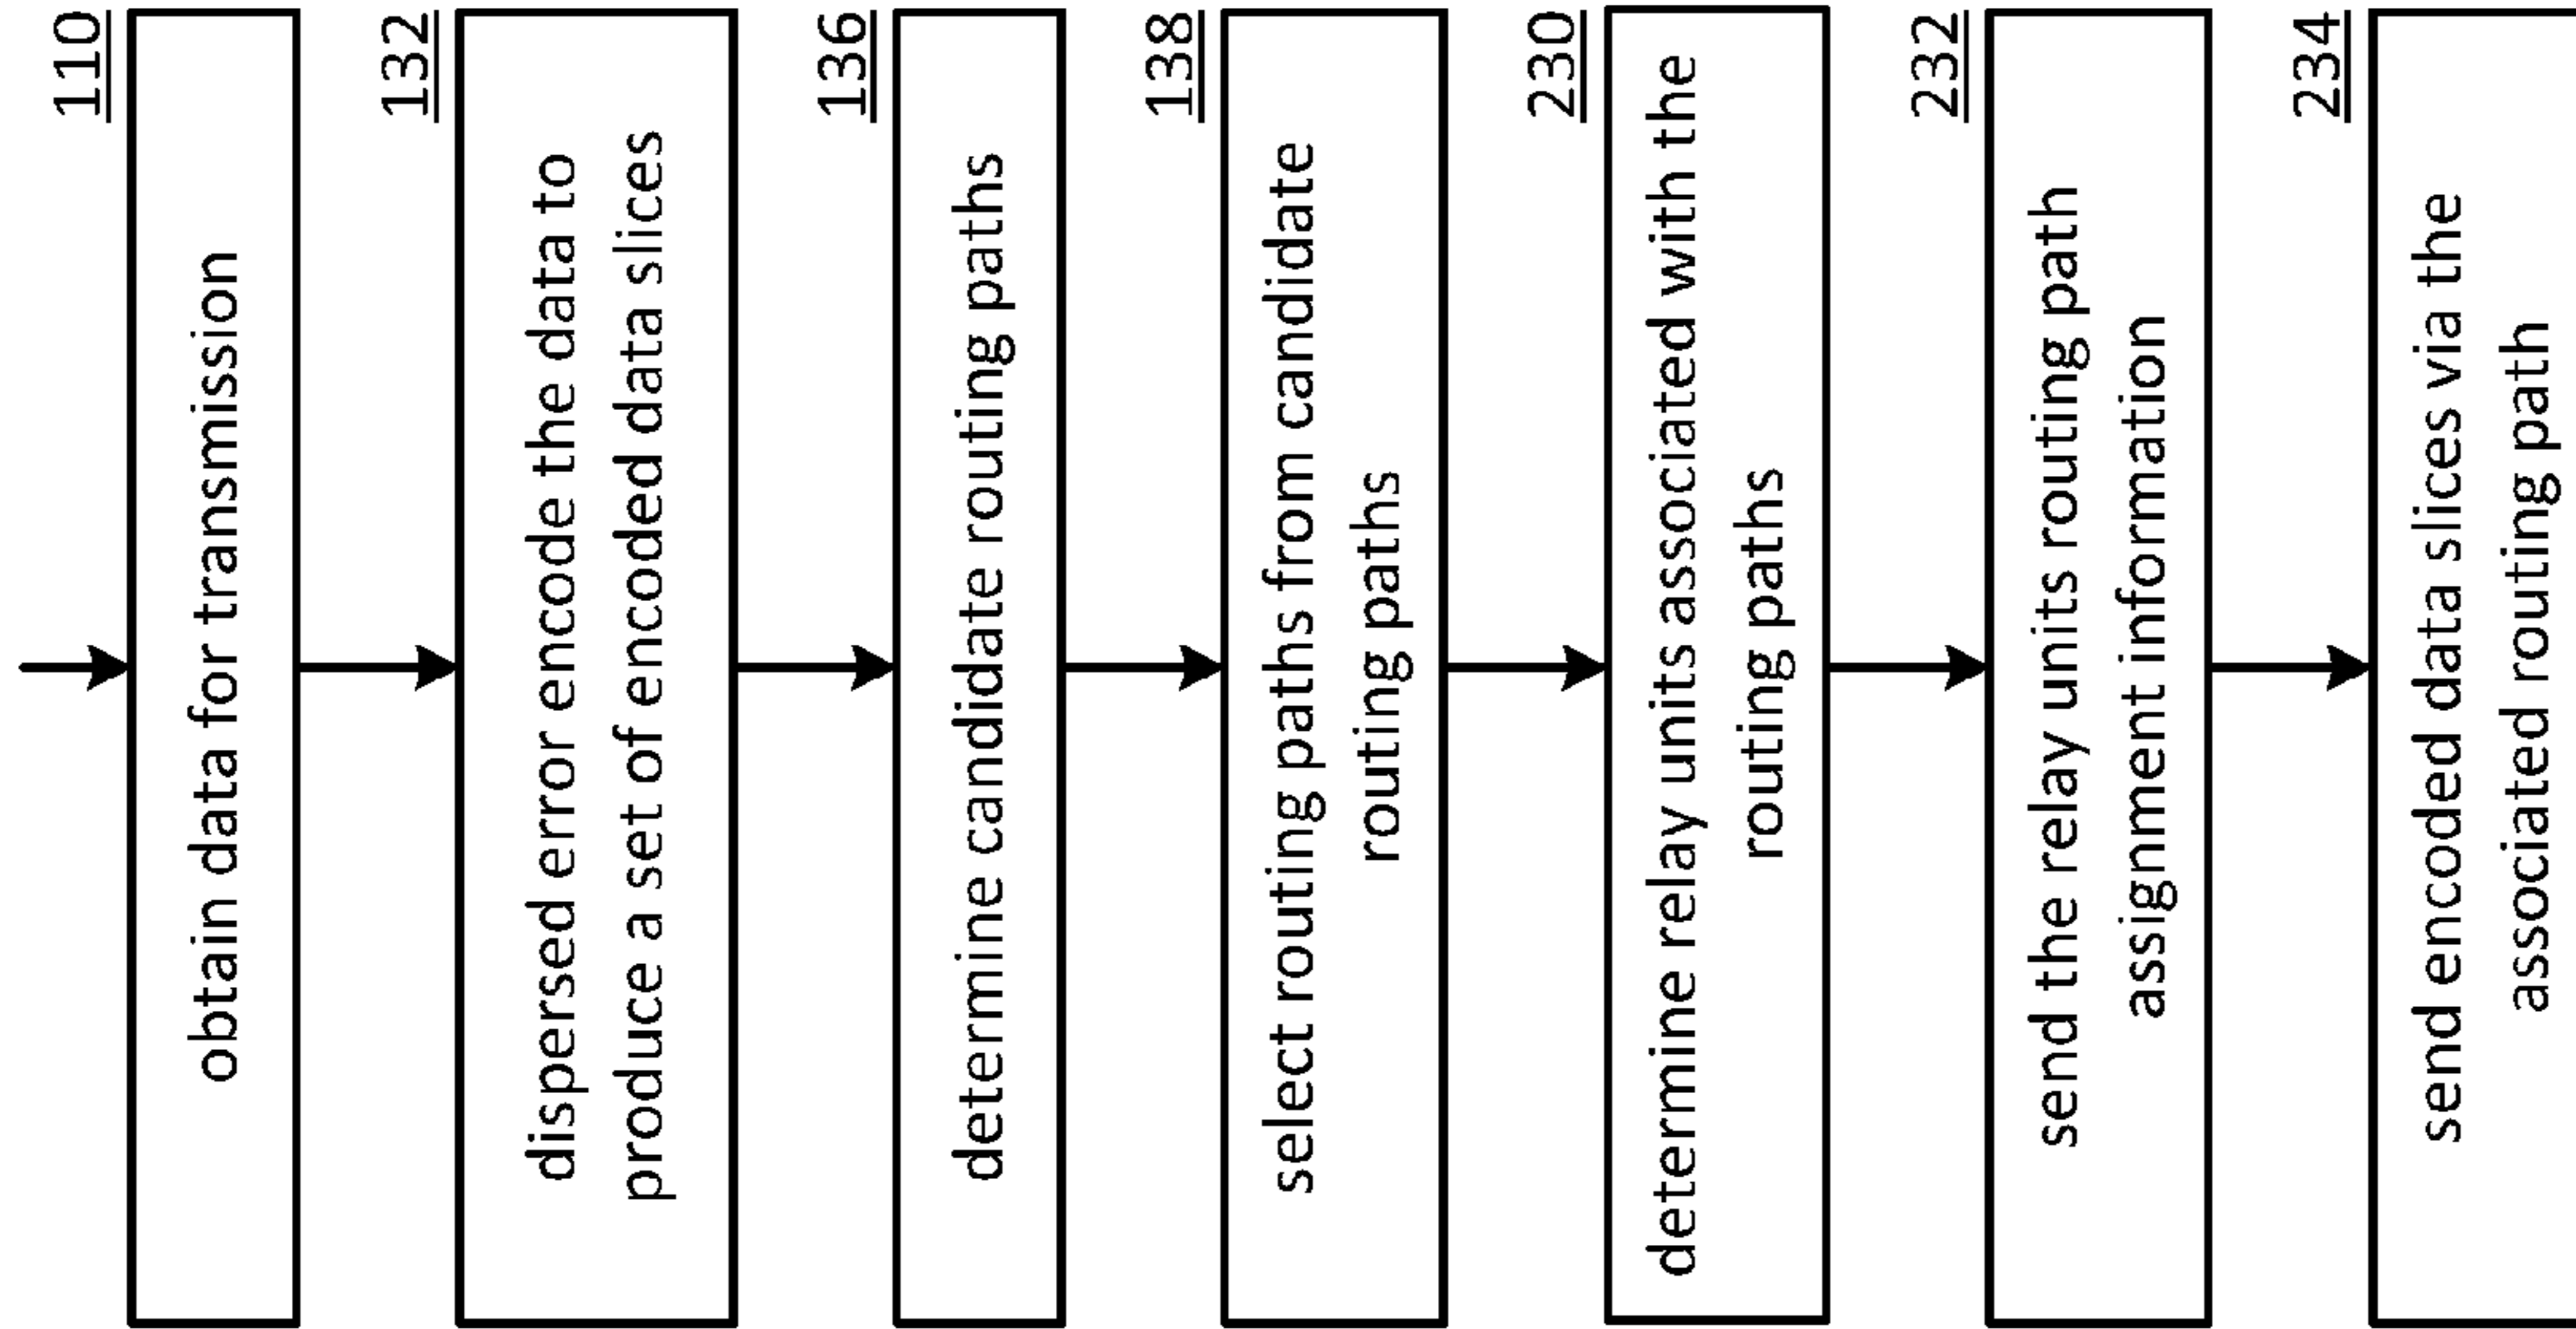 110
obtain data for transmission
132
dispersed error encode the data to
produce a set of encoded data slices
136
determine candidate routing paths
138
select routing paths from candidate
routing paths
230
determine relay units associated with the
routing paths
232
send the relay units routing path
assignment information
234
send encoded data slices via the
associated routing path